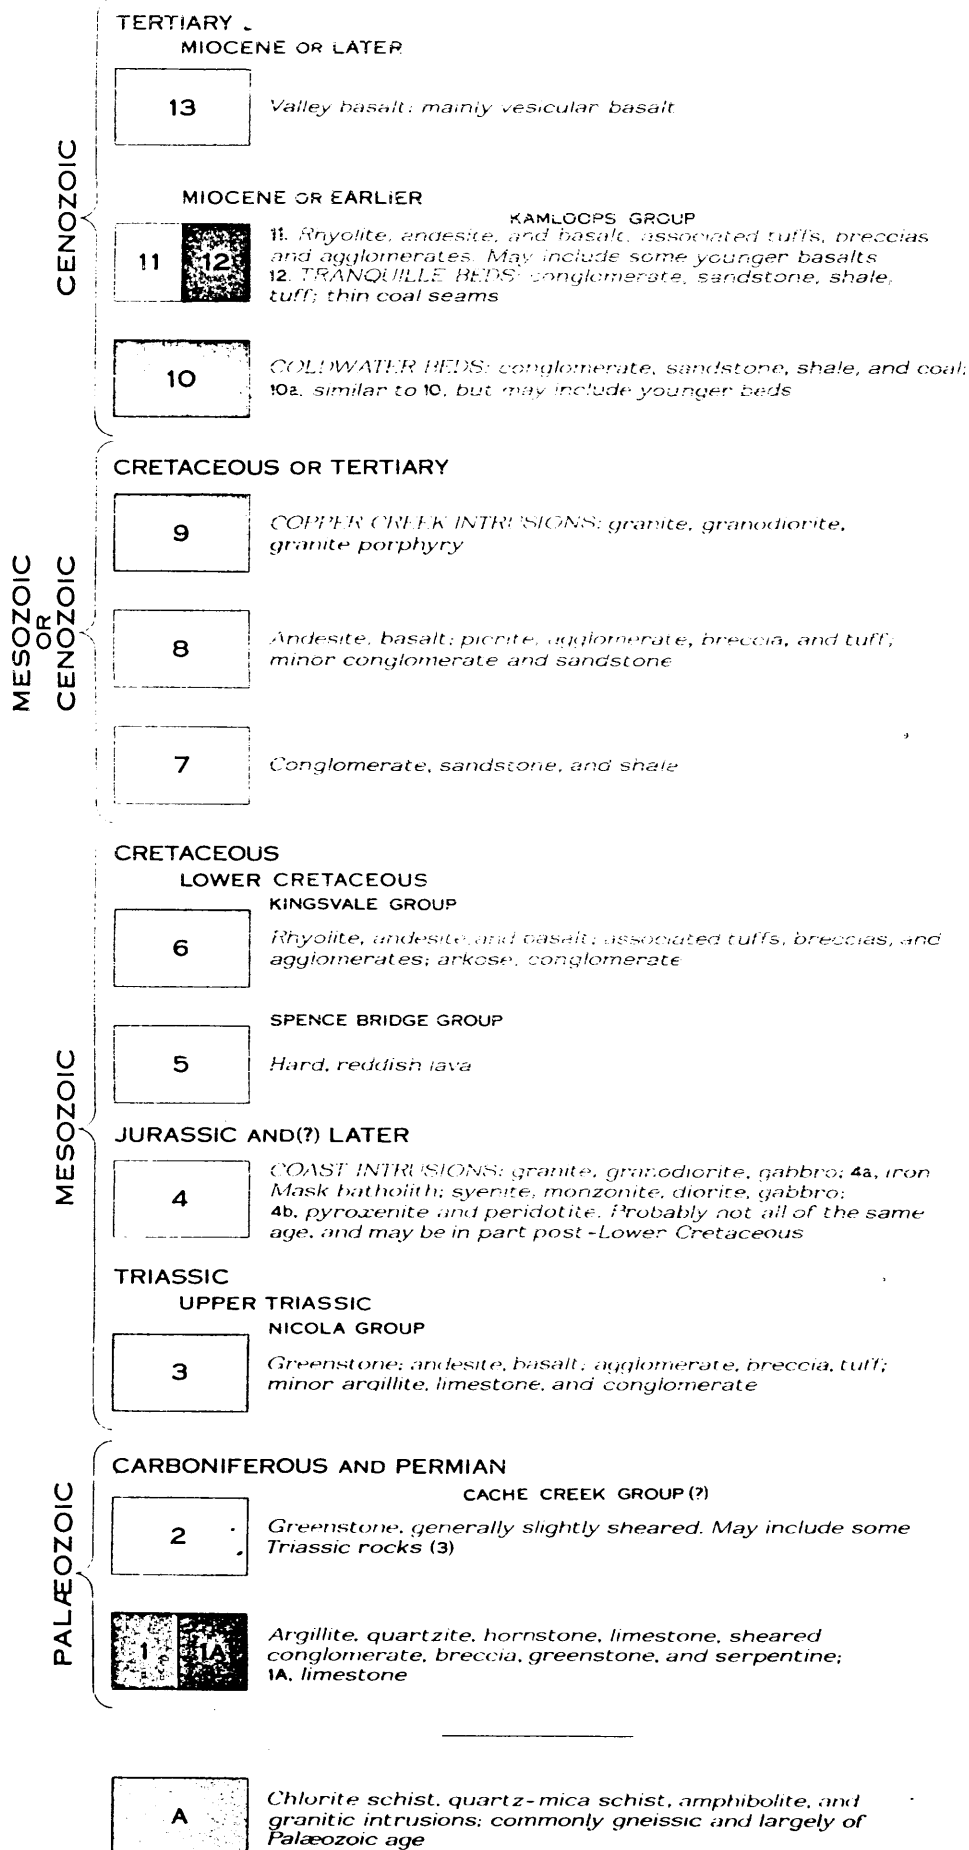 TERTIARY
MIOCENE OR LATER
13
Valley basalt; mainly vesicular basalt
CENOZOIC
MIOCENE OR EARLIER
KAMLOOPS GROUP
11 12
11. Rhyolite, andesite, and basalt, associated tuffs, breccias
and agglomerates. May include some younger basalts
12. TRANQUILLE BEDS: conglomerate, sandstone, shale,
tuff; thin coal seams
10
COLDWATER BEDS: conglomerate, sandstone, shale, and coal;
10a, similar to 10, but may include younger beds
MESOZOIC
OR
CENOZOIC
CRETACEOUS OR TERTIARY
9
COPPER CREEK INTRUSIONS: granite, granodiorite,
granite porphyry
8
Andesite, basalt; picrite, agglomerate, breccia, and tuff;
minor conglomerate and sandstone
7
Conglomerate, sandstone, and shale
MESOZOIC
CRETACEOUS
LOWER CRETACEOUS
KINGSVALE GROUP
6
Rhyolite, andesite, and basalt; associated tuffs, breccias, and
agglomerates; arkose, conglomerate
SPENCE BRIDGE GROUP
5
Hard, reddish lava
JURASSIC AND(?) LATER
4
COAST INTRUSIONS: granite, granodiorite, gabbro; 4a, iron
Mask batholith; syenite, monzonite, diorite, gabbro;
4b, pyroxenite and peridotite. Probably not all of the same
age, and may be in part post-Lower Cretaceous
TRIASSIC
UPPER TRIASSIC
NICOLA GROUP
3
Greenstone; andesite, basalt; agglomerate, breccia, tuff;
minor argillite, limestone, and conglomerate
PALÆOZOIC
CARBONIFEROUS AND PERMIAN
CACHE CREEK GROUP (?)
2
Greenstone, generally slightly sheared. May include some
Triassic rocks (3)
1 1A
Argillite, quartzite, hornstone, limestone, sheared
conglomerate, breccia, greenstone, and serpentine;
1A, limestone
A
Chlorite schist, quartz-mica schist, amphibolite, and
granitic intrusions; commonly gneissic and largely of
Palæozoic age